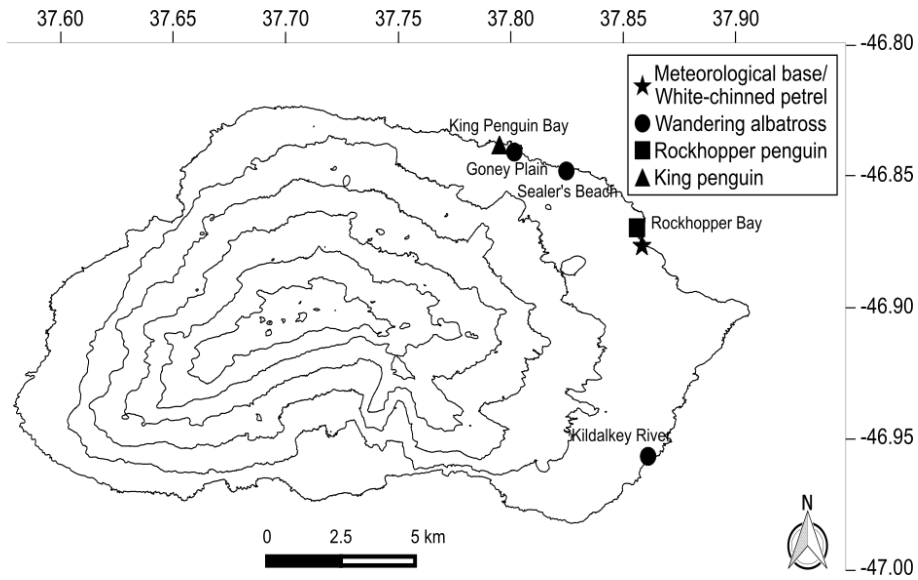 37.60 37.65 37.70 37.75 37.80 37.85 37.90
-46.80
Meteorological base/
White-chinned petrel
Wandering albatross
Rockhopper penguin
King penguin
King Penguin Bay
Goney Plain
-46.85
Sealer's Beach
Rockhopper Bay
-46.90
Kildalkey River
-46.95
N
0 2.5 5 km
-47.00